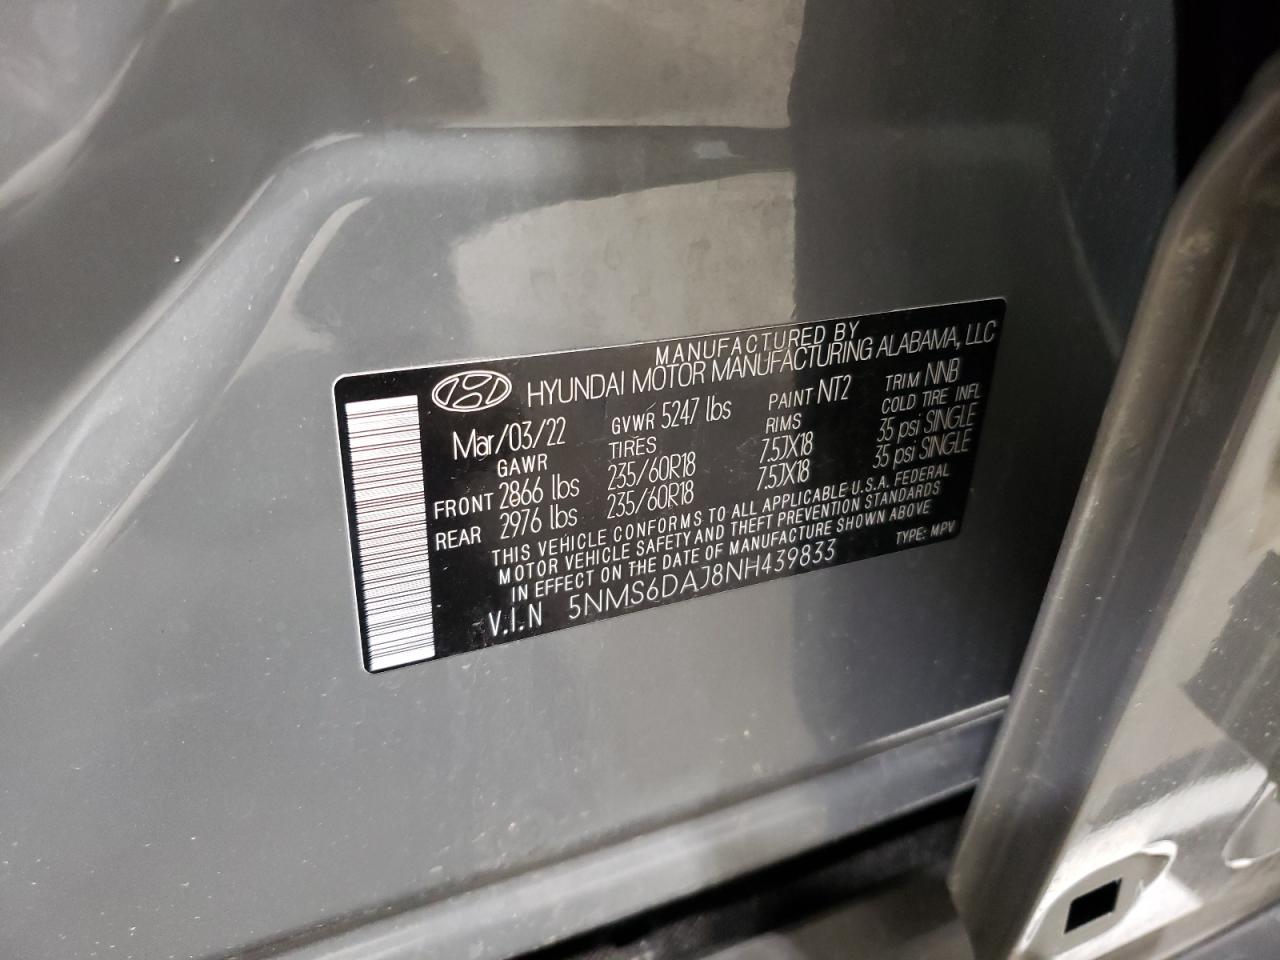 MANUFACTURED BY
HYUNDAI MOTOR MANUFACTURING ALABAMA, LLC
Mar/03/22 GVWR 5247 lbs PAINT NT2 TRIM NNB
GAWR TIRES RIMS COLD TIRE INFL
FRONT 2866 lbs 235/60R18 7.5JX18 35 psi SINGLE
REAR 2976 lbs 235/60R18 7.5JX18 35 psi SINGLE
THIS VEHICLE CONFORMS TO ALL APPLICABLE U.S.A. FEDERAL
MOTOR VEHICLE SAFETY AND THEFT PREVENTION STANDARDS
IN EFFECT ON THE DATE OF MANUFACTURE SHOWN ABOVE
V.I.N 5NMS6DAJ8NH439833 TYPE: MPV